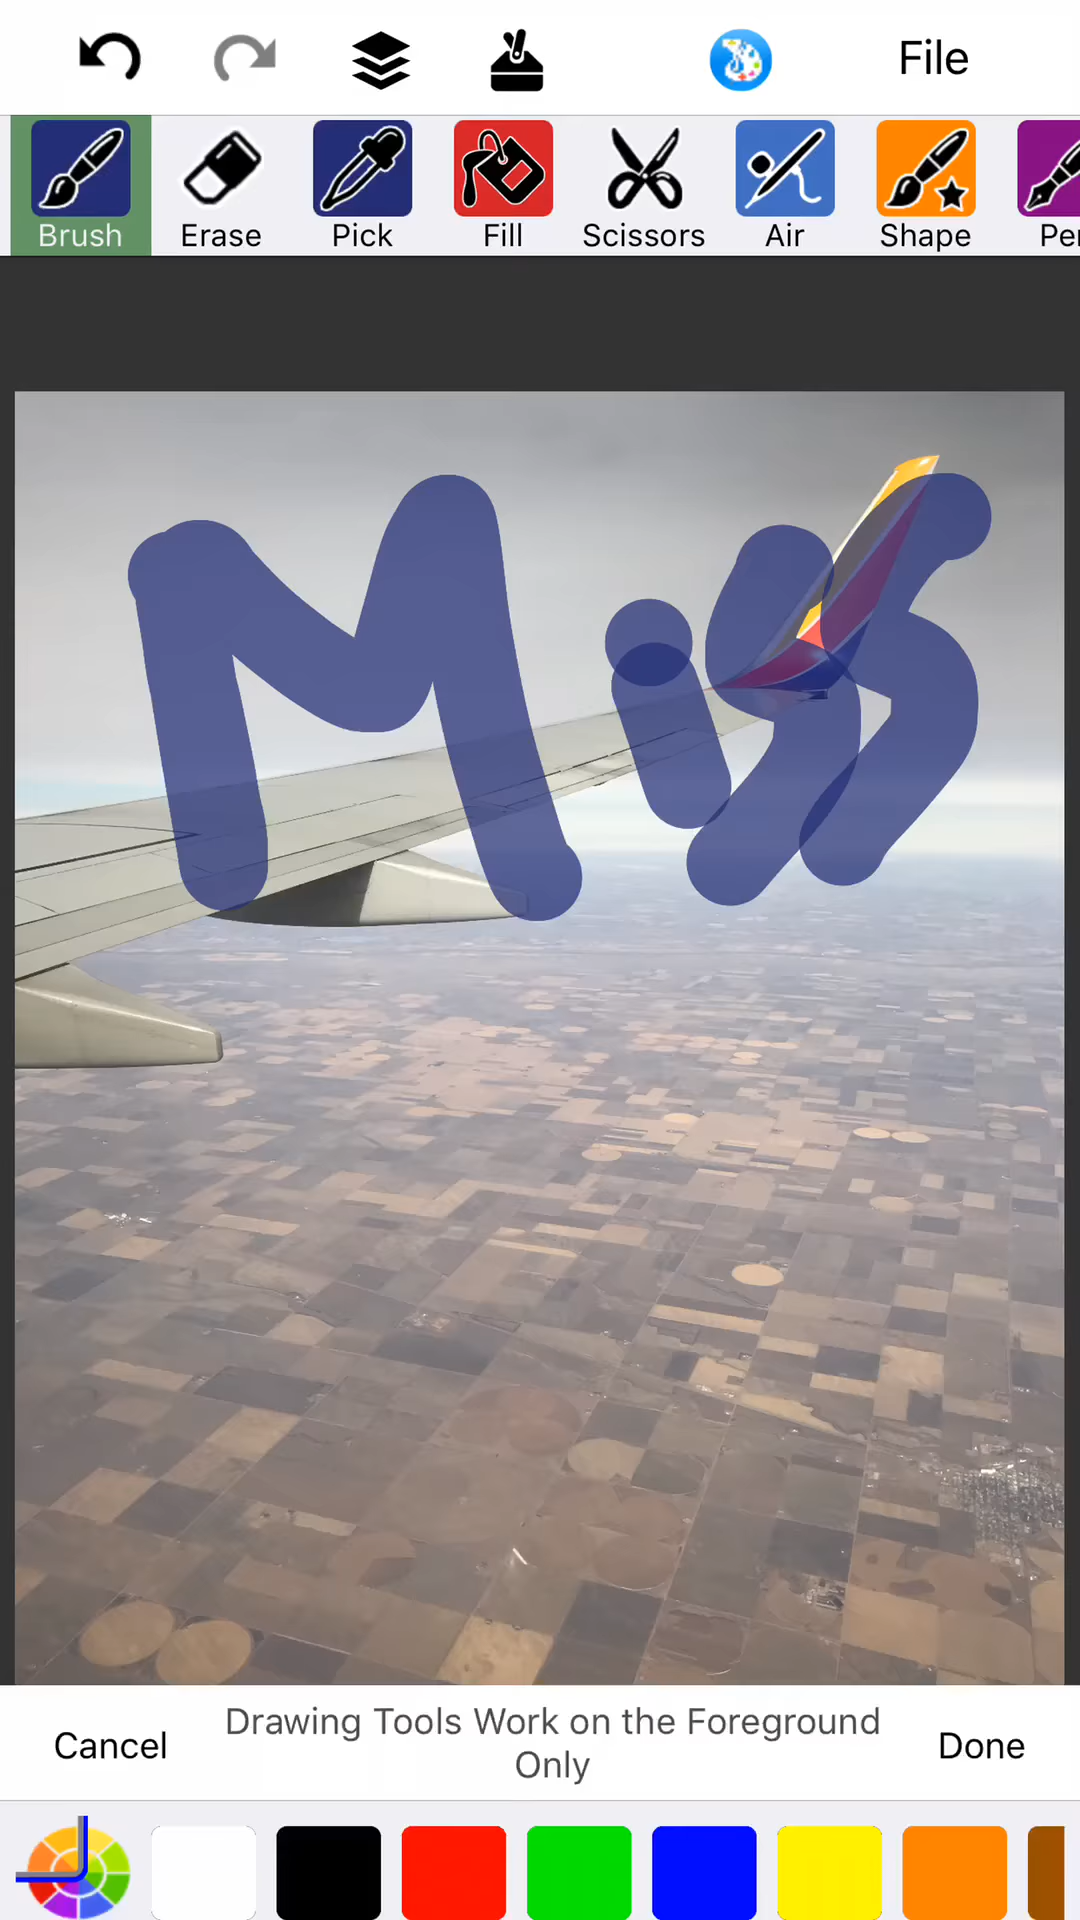 File
Brush Erase Pick Fill Scissors Air Shape
Miss
Drawing Tools Work on the Foreground
Only
Cancel Done